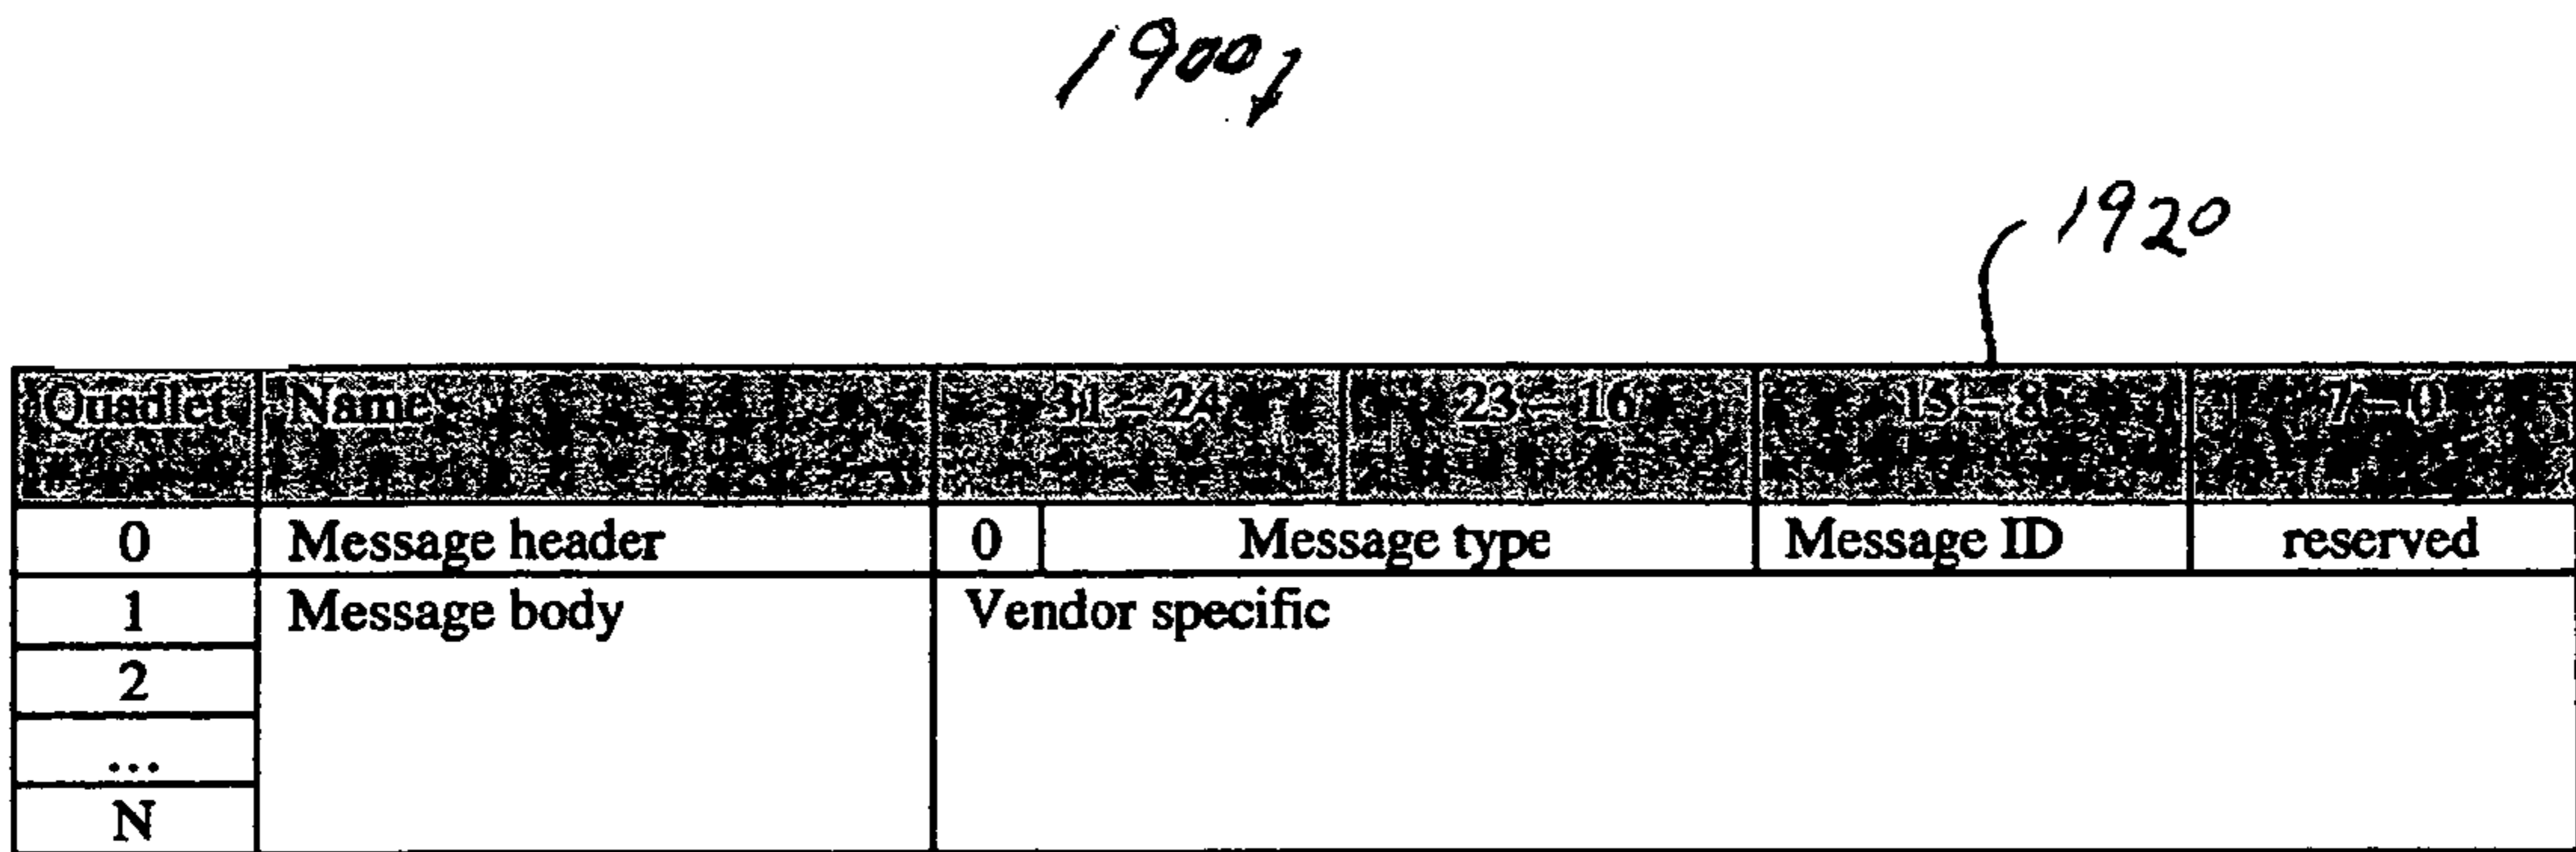 1900
1920
Quadlet Name 31 – 24 23 – 16 15 – 8 7 – 0
#
0 Message header 0 Message type Message ID reserved
1 Message body Vendor specific
2
...
N